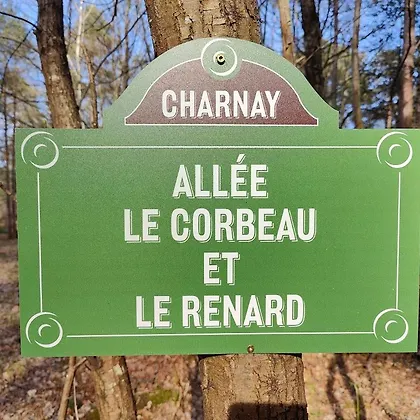 CHARNAY
ALLÉE
LE CORBEAU
ET
LE RENARD